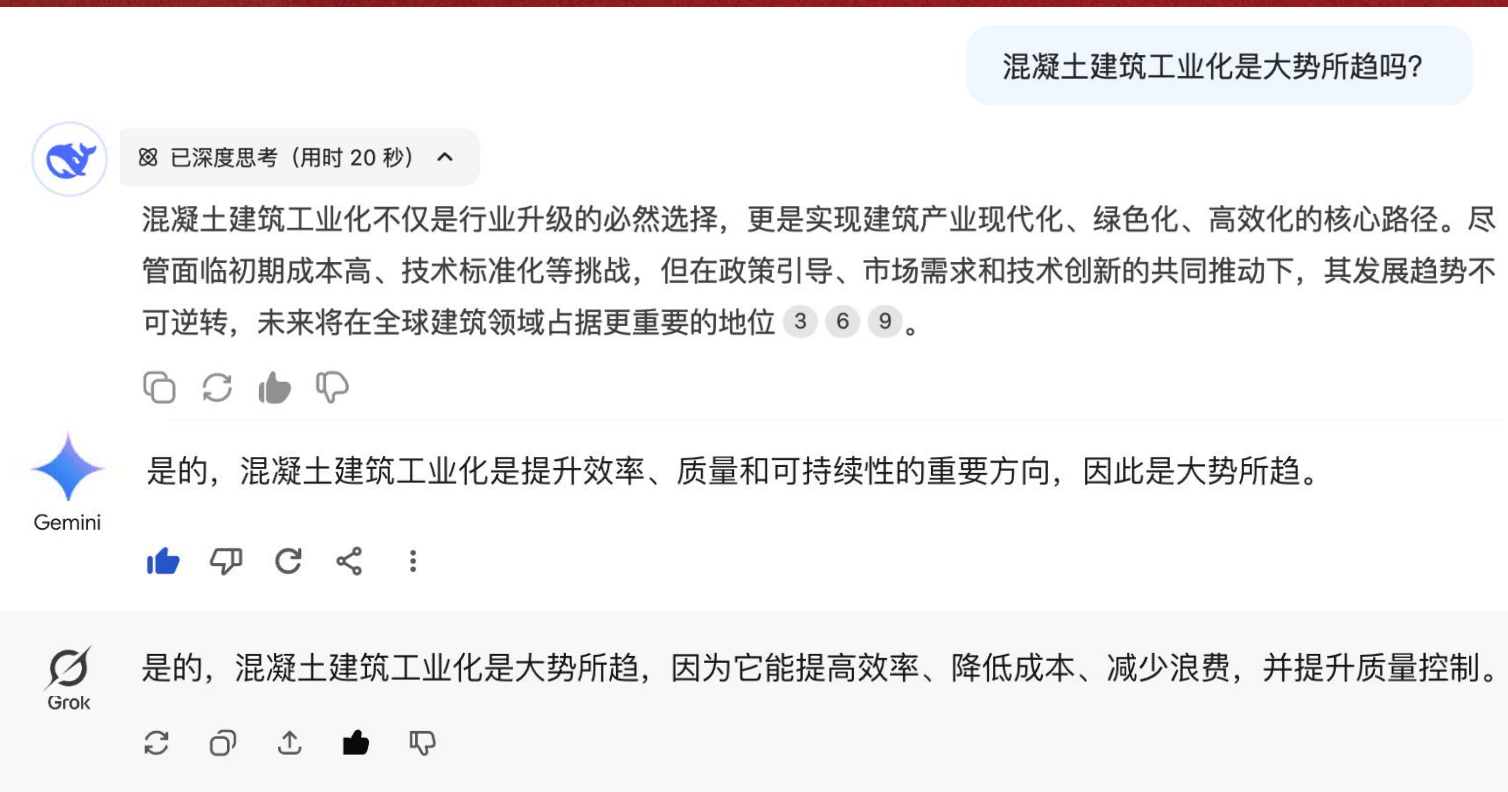 混凝土建筑工业化是大势所趋吗?
已深度思考（用时 20 秒）
混凝土建筑工业化不仅是行业升级的必然选择，更是实现建筑产业现代化、绿色化、高效化的核心路径。尽
管面临初期成本高、技术标准化等挑战，但在政策引导、市场需求和技术创新的共同推动下，其发展趋势不
可逆转，未来将在全球建筑领域占据更重要的地位 3 6 9 。
是的，混凝土建筑工业化是提升效率、质量和可持续性的重要方向，因此是大势所趋。
Gemini
是的，混凝土建筑工业化是大势所趋，因为它能提高效率、降低成本、减少浪费，并提升质量控制。
Grok